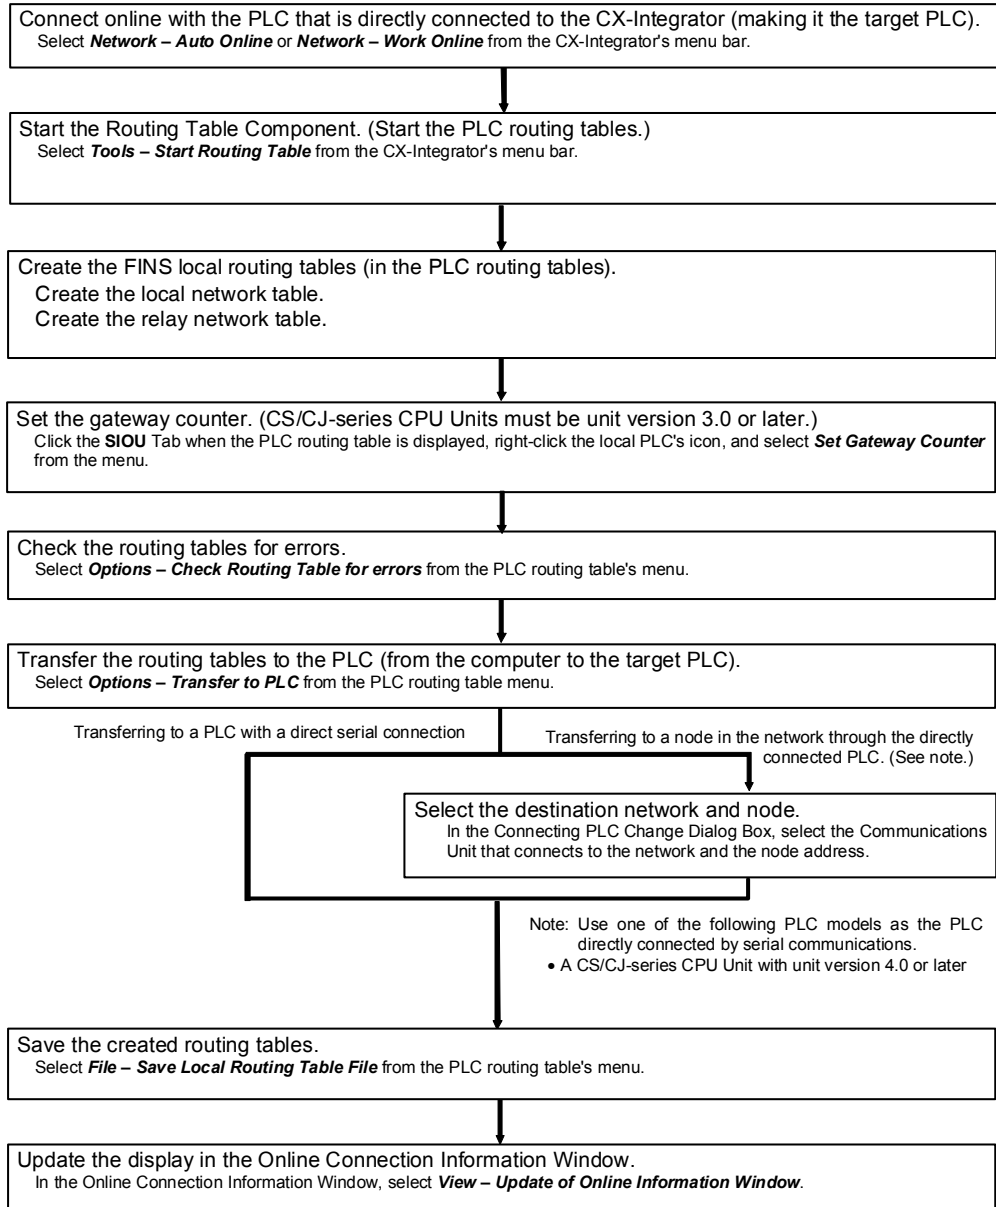 Connect online with the PLC that is directly connected to the CX-Integrator (making it the target PLC).
Select Network – Auto Online or Network – Work Online from the CX-Integrator's menu bar.
Start the Routing Table Component. (Start the PLC routing tables.)
Select Tools – Start Routing Table from the CX-Integrator's menu bar.
Create the FINS local routing tables (in the PLC routing tables).
Create the local network table.
Create the relay network table.
Set the gateway counter. (CS/CJ-series CPU Units must be unit version 3.0 or later.)
Click the SIOU Tab when the PLC routing table is displayed, right-click the local PLC's icon, and select Set Gateway Counter
from the menu.
Check the routing tables for errors.
Select Options – Check Routing Table for errors from the PLC routing table's menu.
Transfer the routing tables to the PLC (from the computer to the target PLC).
Select Options – Transfer to PLC from the PLC routing table menu.
Transferring to a PLC with a direct serial connection
Transferring to a node in the network through the directly
connected PLC. (See note.)
Select the destination network and node.
In the Connecting PLC Change Dialog Box, select the Communications
Unit that connects to the network and the node address.
Note: Use one of the following PLC models as the PLC
directly connected by serial communications.
• A CS/CJ-series CPU Unit with unit version 4.0 or later
Save the created routing tables.
Select File – Save Local Routing Table File from the PLC routing table's menu.
Update the display in the Online Connection Information Window.
In the Online Connection Information Window, select View – Update of Online Information Window.